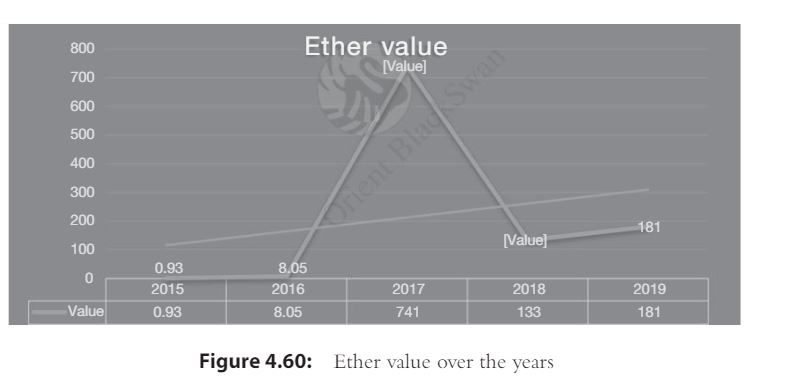 Ether value
800
[Value]
700
600
500
400
300
200
100
0
[Value]
181
0.93
8.05
2015 2016 2017 2018 2019
Value 0.93 8.05 741 133 181
Orient BlackSwan
Figure 4.60: Ether value over the years